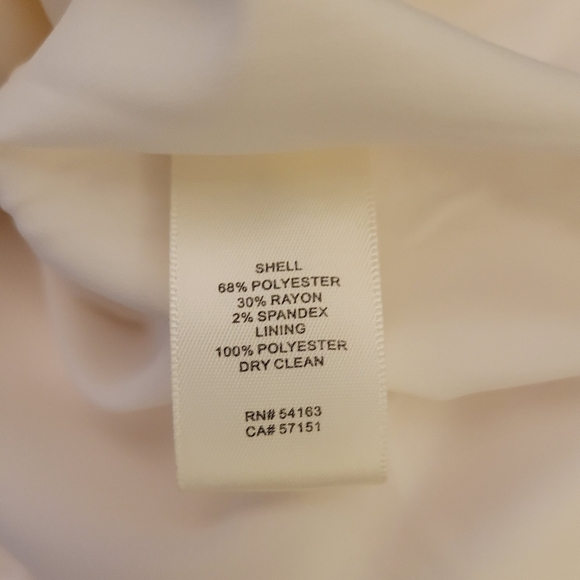 SHELL
68% POLYESTER
30% RAYON
2% SPANDEX
LINING
100% POLYESTER
DRY CLEAN
RN# 54163
CA# 57151